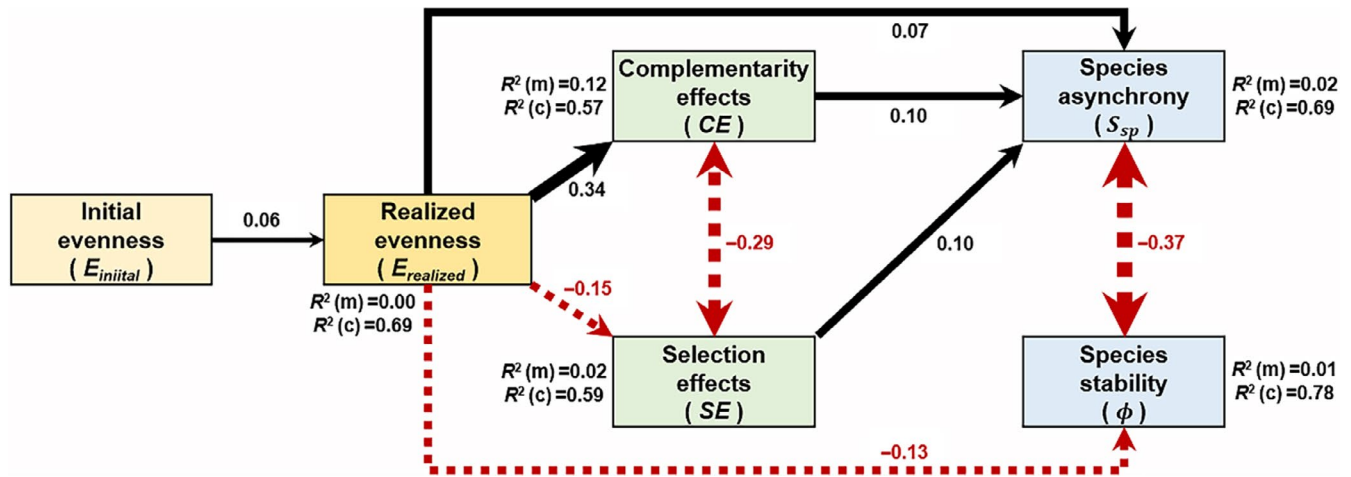 0.07
Complementarity
effects
( CE )
R² (m) =0.12
R² (c) =0.57
0.10
Species
asynchrony
( Sₛₚ )
R² (m) =0.02
R² (c) =0.69
0.34
Initial
evenness
( E iniital )
0.06
Realized
evenness
( E realized )
R² (m) =0.00
R² (c) =0.69
−0.29
0.10
−0.37
−0.15
Selection
effects
( SE )
R² (m) =0.02
R² (c) =0.59
Species
stability
( ϕ )
R² (m) =0.01
R² (c) =0.78
−0.13